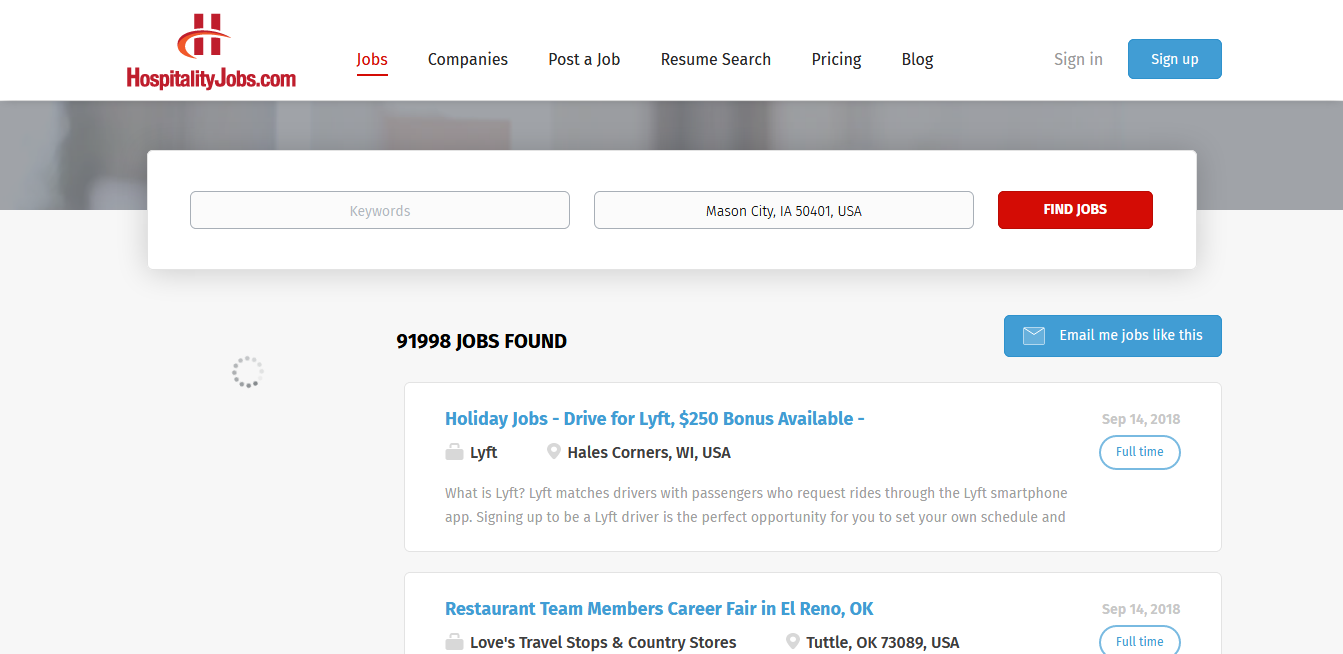 HospitalityJobs.com
Jobs
Companies
Post a Job
Resume Search
Pricing
Blog
Sign in
Sign up
Keywords
Mason City, IA 50401, USA
FIND JOBS
91998 JOBS FOUND
Email me jobs like this
Holiday Jobs - Drive for Lyft, $250 Bonus Available -
Sep 14, 2018
Lyft
Hales Corners, WI, USA
Full time
What is Lyft? Lyft matches drivers with passengers who request rides through the Lyft smartphone
app. Signing up to be a Lyft driver is the perfect opportunity for you to set your own schedule and
Restaurant Team Members Career Fair in El Reno, OK
Sep 14, 2018
Love's Travel Stops & Country Stores
Tuttle, OK 73089, USA
Full time